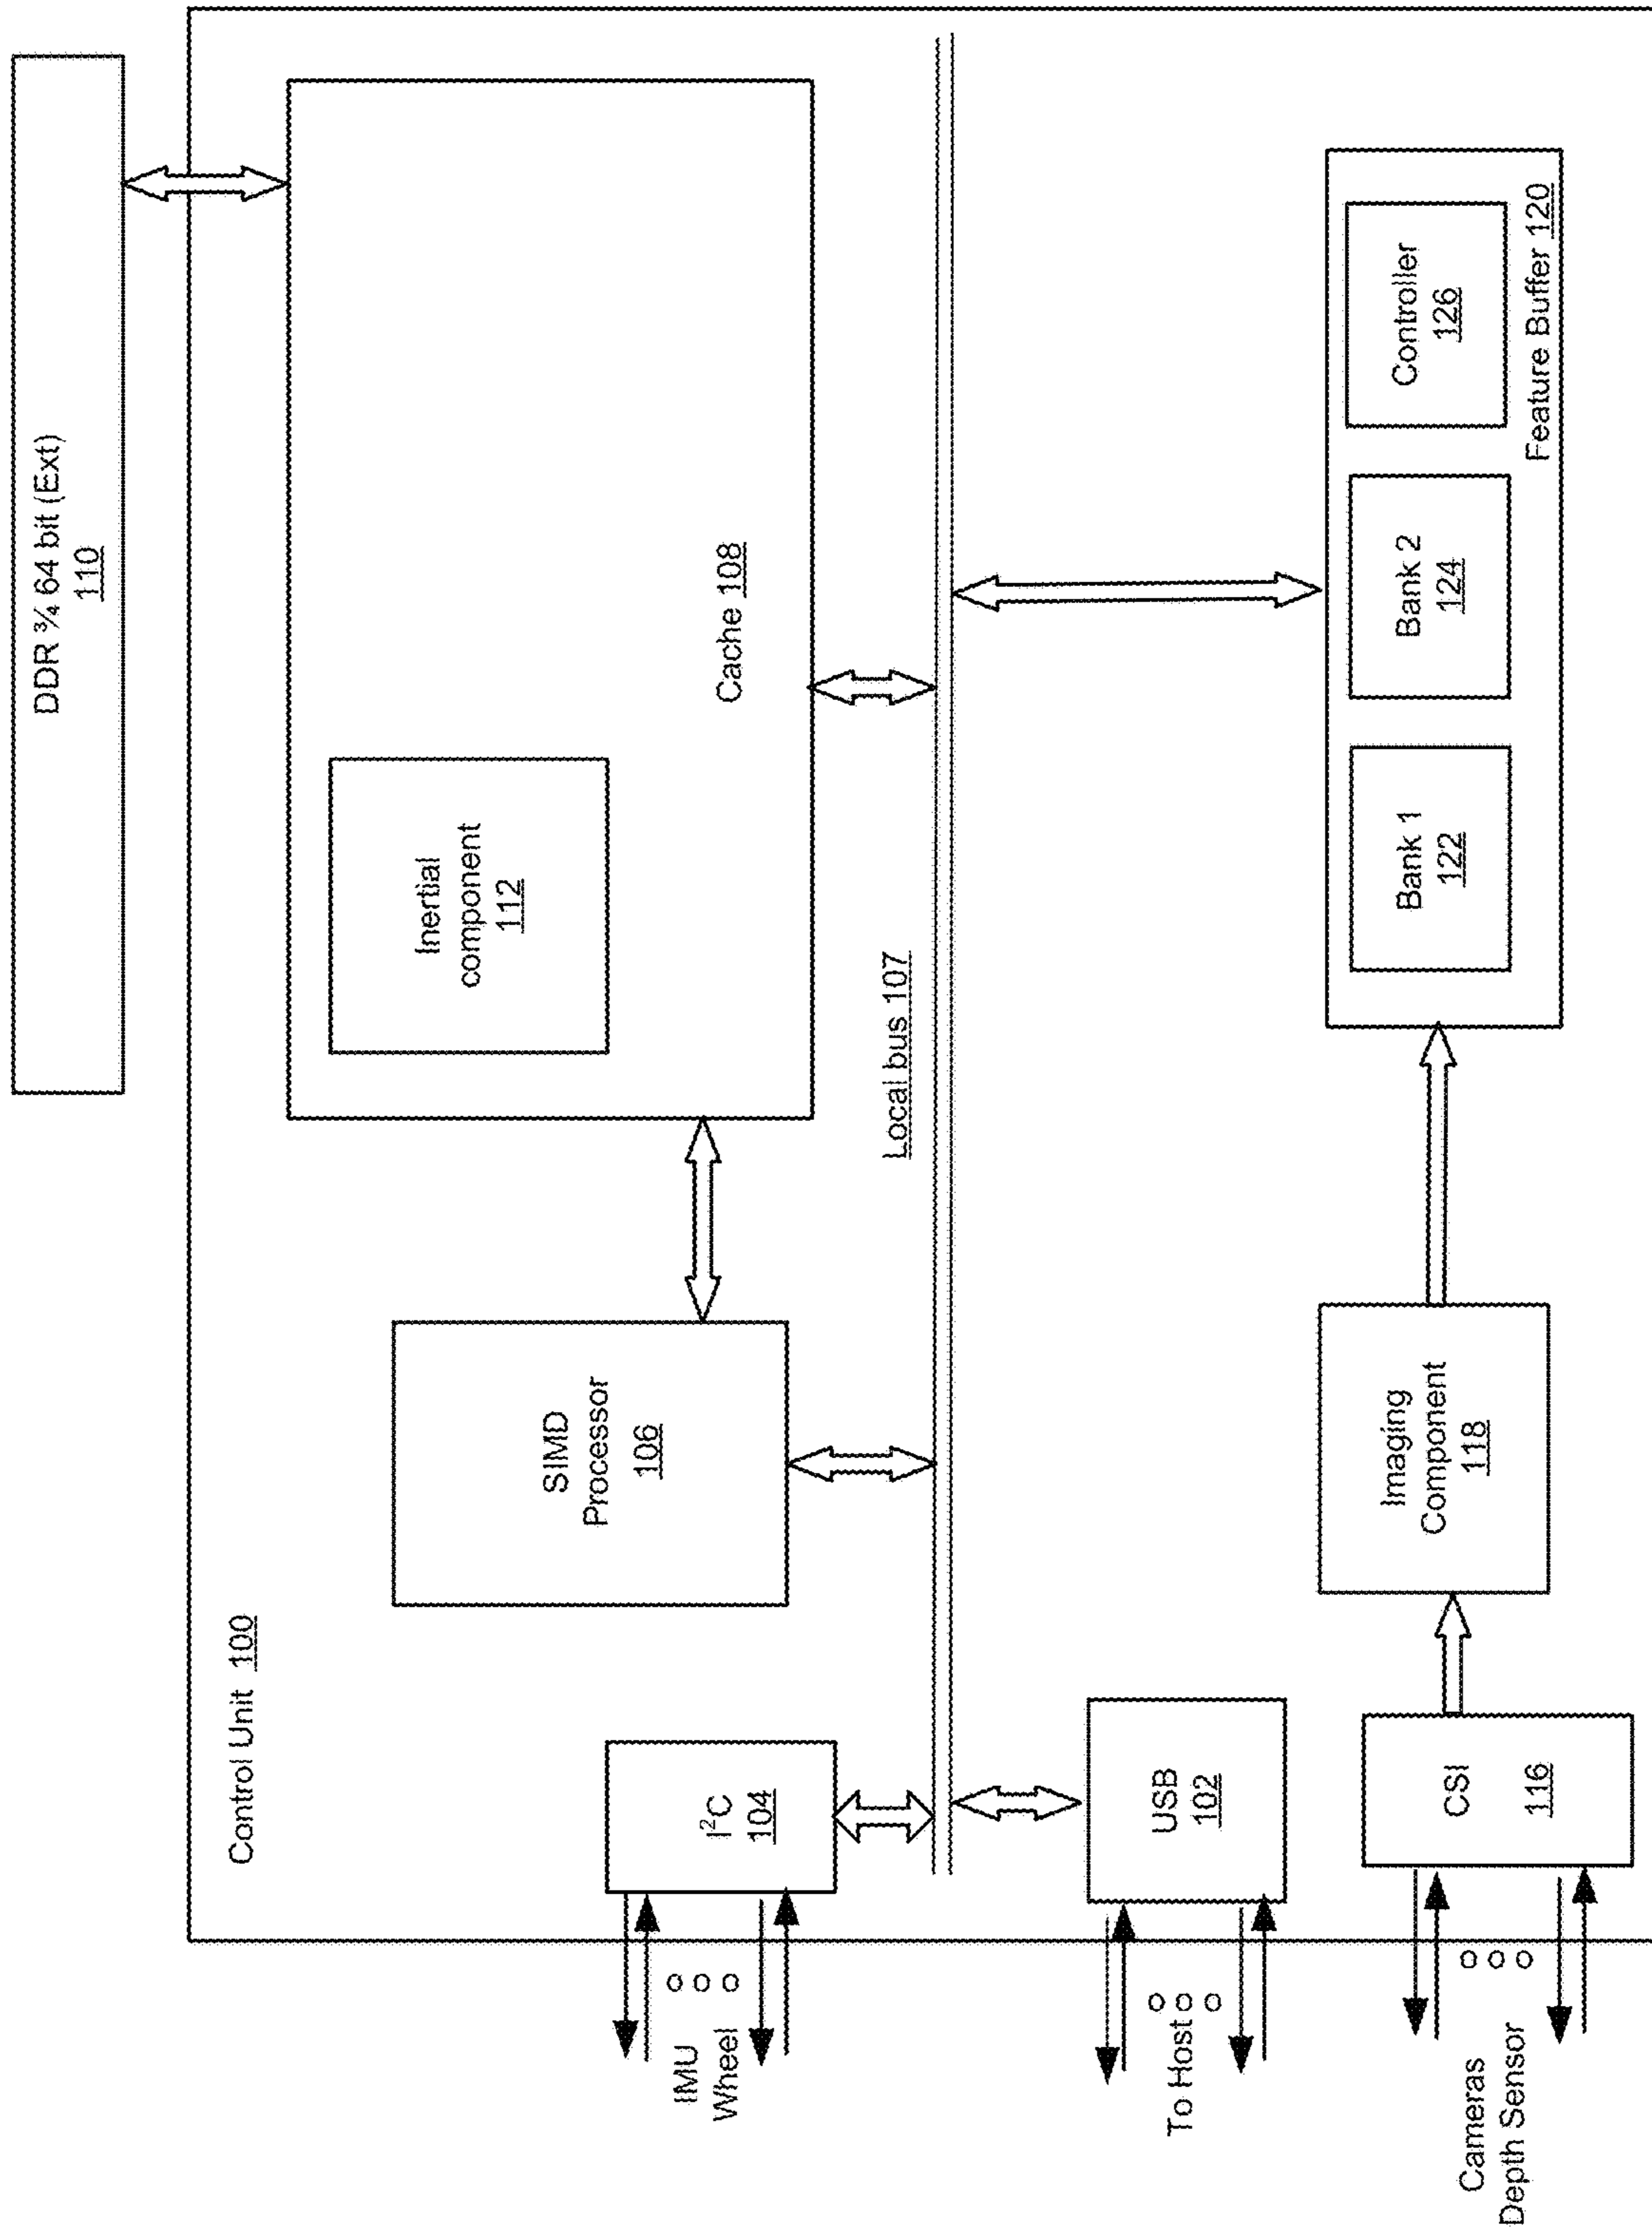 DDR ¾ 64 bit (Ext)
110
Control Unit 100
Inertial
component
112
Cache 108
SIMD
Processor
106
Local bus 107
I²C
104
IMU
Wheel
USB
102
To Host
CSI
116
Cameras
Depth Sensor
Imaging
Component
118
Bank 1
122
Bank 2
124
Controller
126
Feature Buffer 120